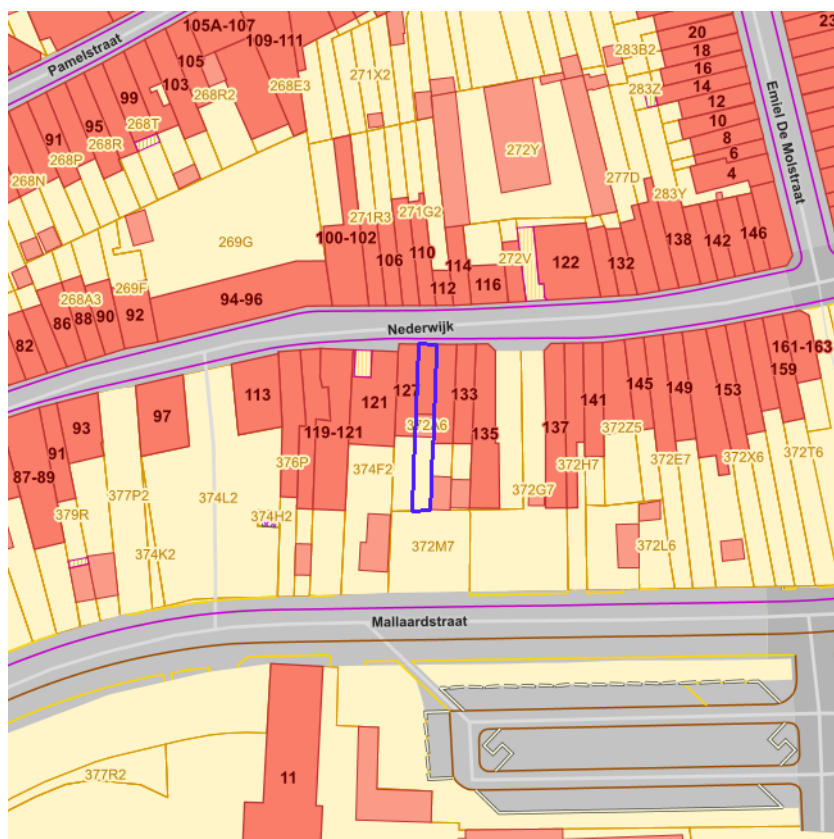 105A-107
20
23
Pamelstraat
109-111
283B2
18
105
268E3
271X2
16
99
103
268R2
283Z
14
Emiel De Molstraat
95
268T
12
91
268R
10
268P
272Y
8
268N
277D
6
283Y
4
271R3
271G2
269G
100-102
110
138
142
146
106
272V
122
132
114
112
116
269F
94-96
268A3
86
88
90
92
82
Nederwijk
161-163
159
113
127
133
145
149
153
97
121
141
93
119-121
372A6
135
137
372Z5
91
376P
372H7
372E7
372X6
372T6
87-89
377P2
374L2
374F2
372G7
379R
374H2
374K2
372M7
372L6
Mallaardstraat
377R2
11